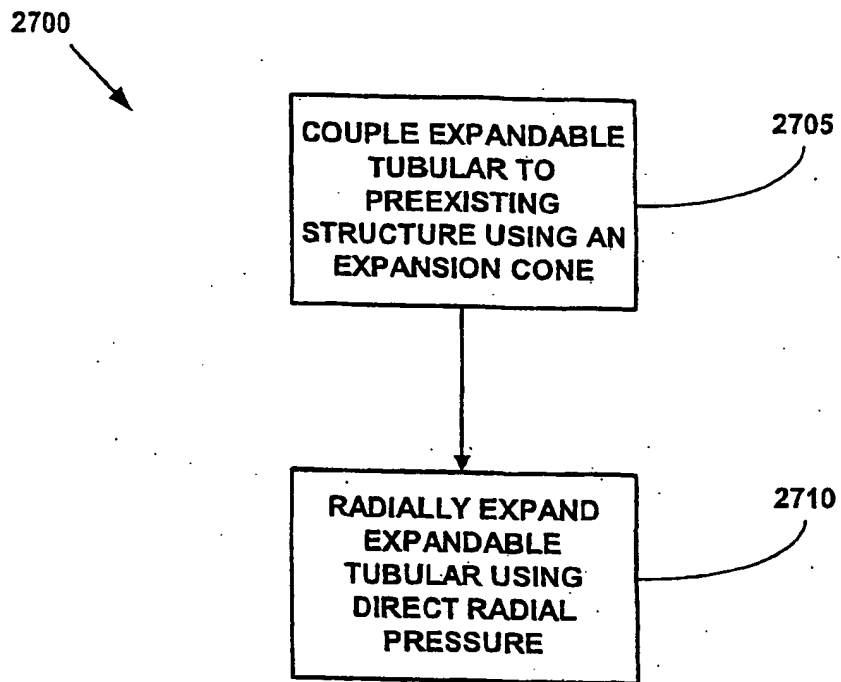 2700
COUPLE EXPANDABLE
TUBULAR TO
PREEXISTING
STRUCTURE USING AN
EXPANSION CONE
2705
RADIALLY EXPAND
EXPANDABLE
TUBULAR USING
DIRECT RADIAL
PRESSURE
2710